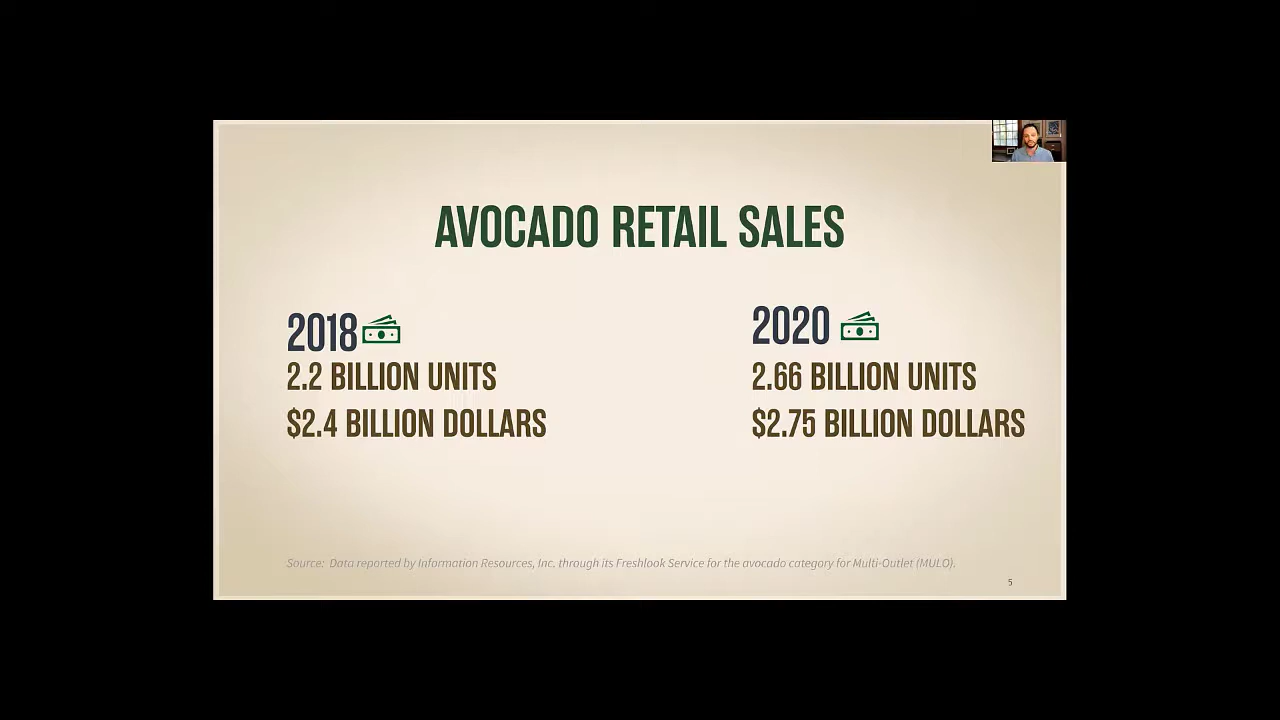 AVOCADO RETAIL SALES
2018
2.2 BILLION UNITS
$2.4 BILLION DOLLARS
2020
2.66 BILLION UNITS
$2.75 BILLION DOLLARS
Source: Data reported by Information Resources, Inc. through its Freshlook Service for the avocado category for Multi-Outlet (MULO).
5